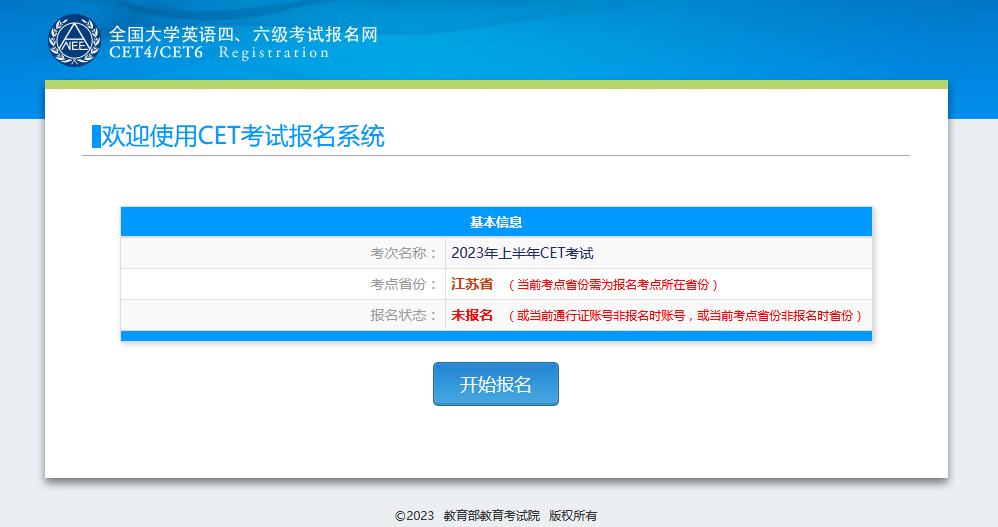 NEE
全国大学英语四、六级考试报名网
CET4/CET6 Registration
欢迎使用CET考试报名系统
基本信息
考次名称： 2023年上半年CET考试
考点省份： 江苏省 （当前考点省份需为报名考点所在省份）
报名状态： 未报名 （或当前通行证账号非报名时账号，或当前考点省份非报名时省份）
开始报名
©2023 教育部教育考试院 版权所有